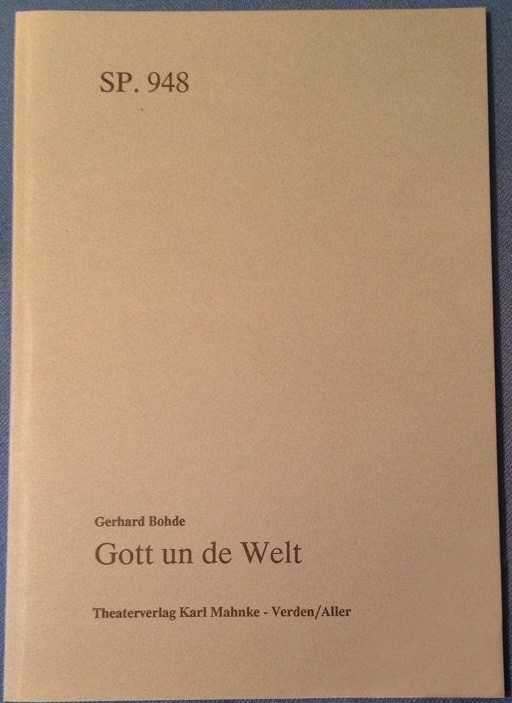 SP. 948
Gerhard Bohde
Gott un de Welt
Theaterverlag Karl Mahnke - Verden/Aller